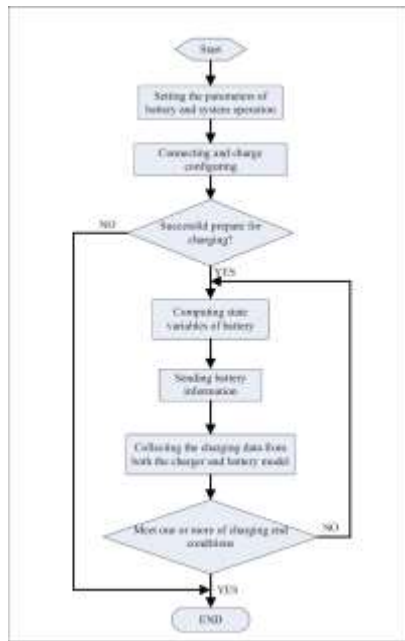 Start
Setting the parameters of
battery and system operation
Connecting and charge
configuring
NO
Successful prepare for
charging?
YES
Computing state
variables of battery
Sending battery
information
Collecting the charging data from
both the charger and battery model
Meet one or more of charging end
conditions
NO
YES
END